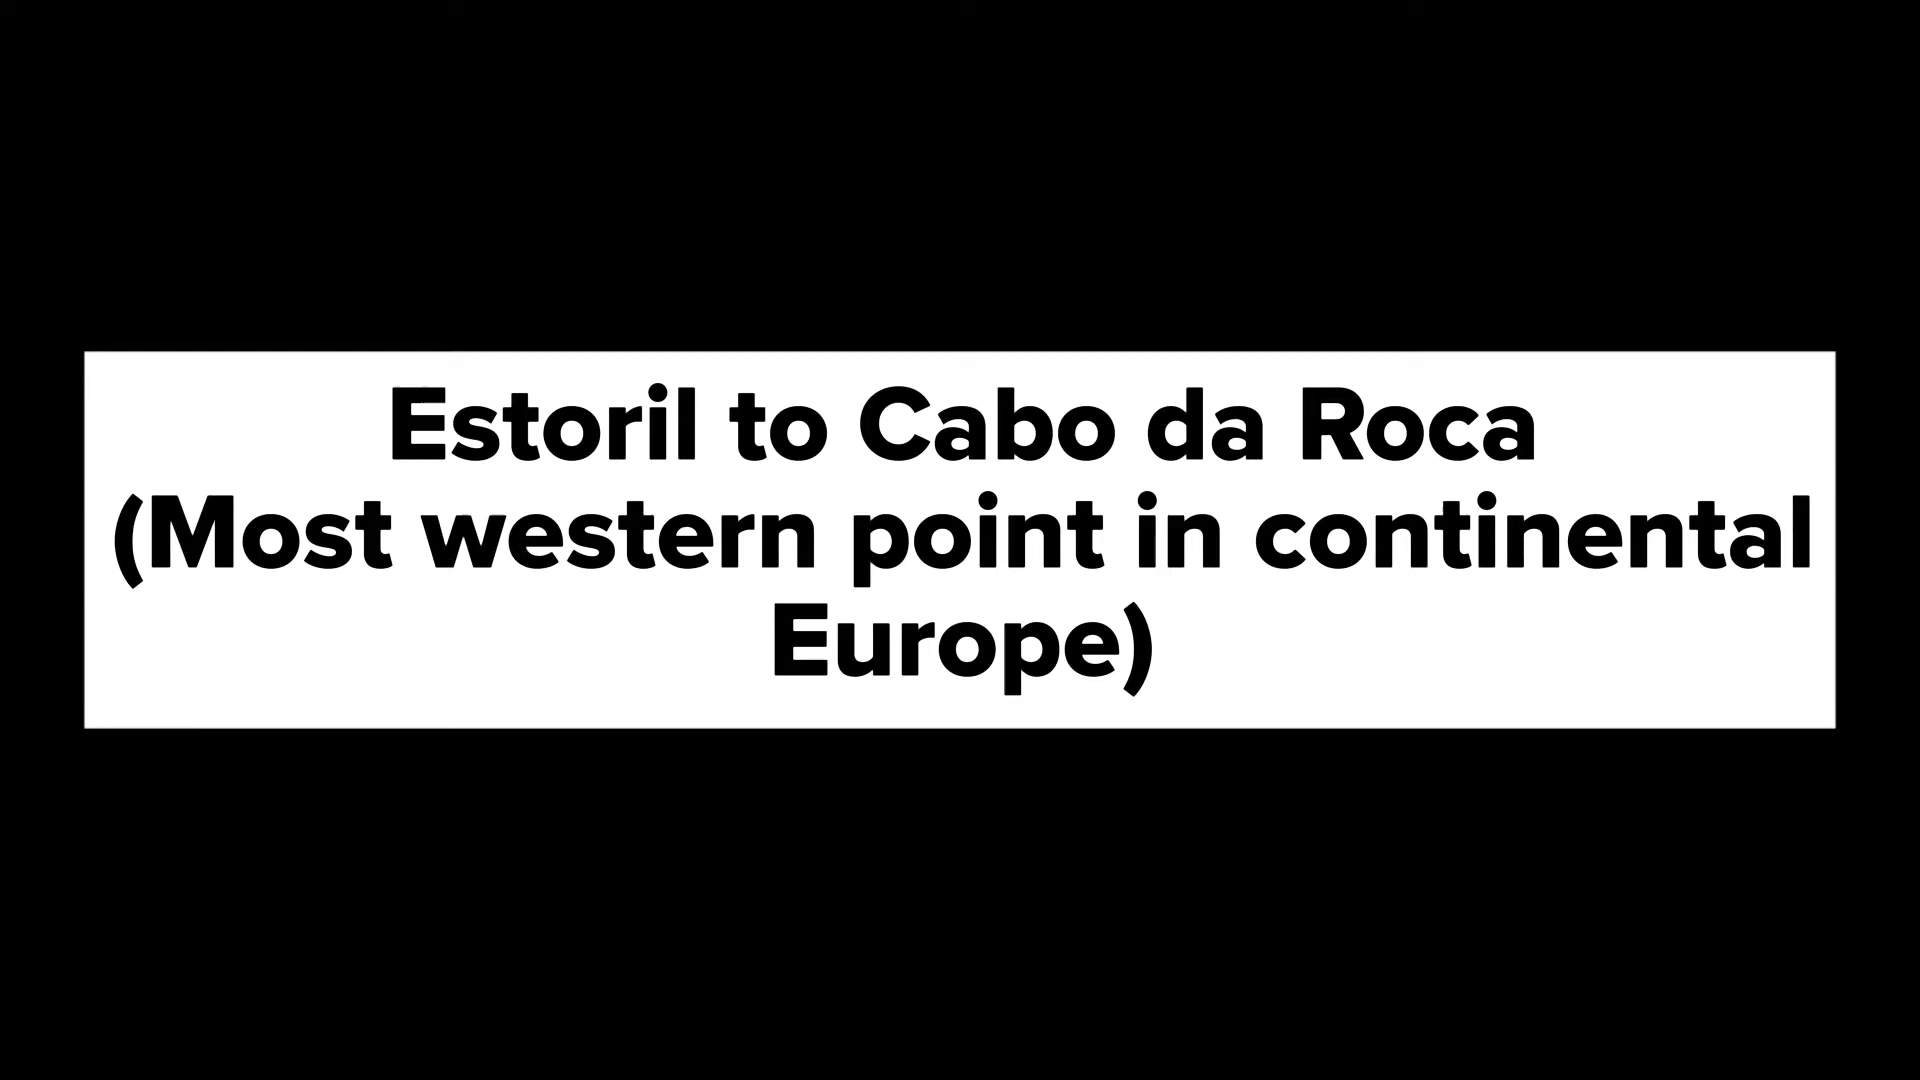 Estoril to Cabo da Roca
(Most western point in continental
Europe)